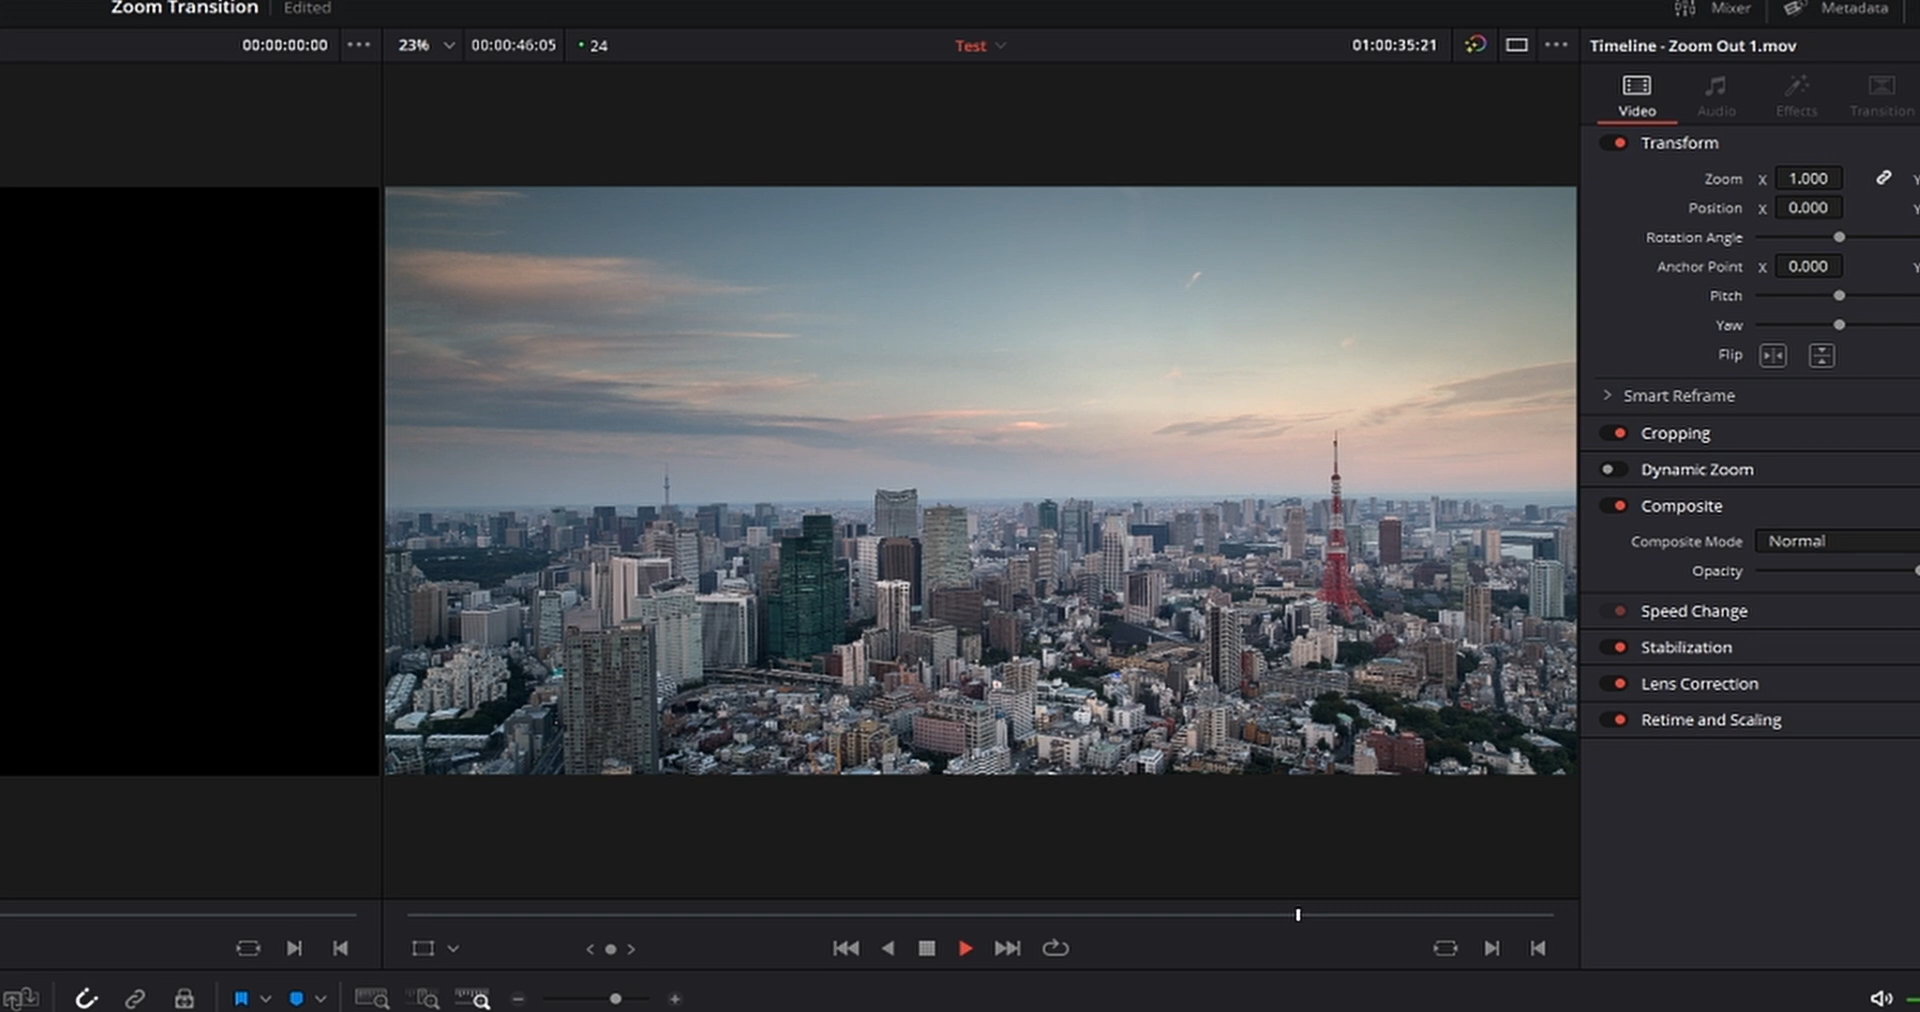 Zoom Transition Edited
Mixer Metadata
00:00:00:00 23% 00:00:46:05 24 Test 01:00:35:21
Timeline - Zoom Out 1.mov
Video Audio Effects Transition
Transform
Zoom X 1.000 Y
Position X 0.000 Y
Rotation Angle
Anchor Point X 0.000 Y
Pitch
Yaw
Flip
Smart Reframe
Cropping
Dynamic Zoom
Composite
Composite Mode Normal
Opacity
Speed Change
Stabilization
Lens Correction
Retime and Scaling